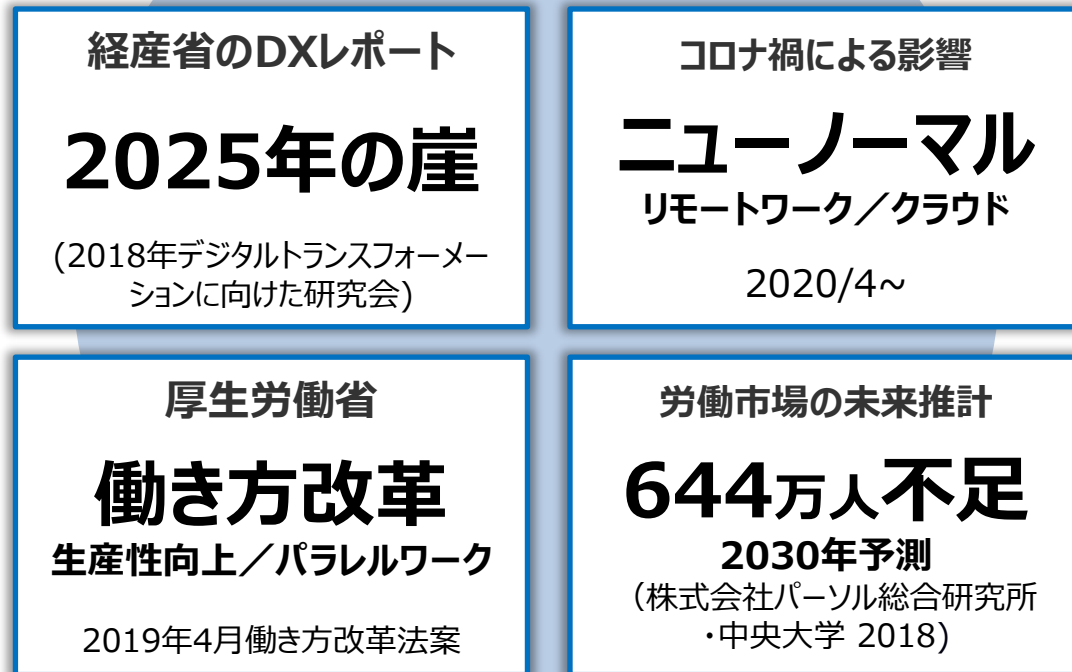 経産省のDXレポート
2025年の崖
(2018年デジタルトランスフォーメー
ションに向けた研究会)
コロナ禍による影響
ニューノーマル
リモートワーク／クラウド
2020/4~
厚生労働省
働き方改革
生産性向上／パラレルワーク
2019年4月働き方改革法案
労働市場の未来推計
644万人不足
2030年予測
（株式会社パーソル総合研究所
・中央大学 2018)